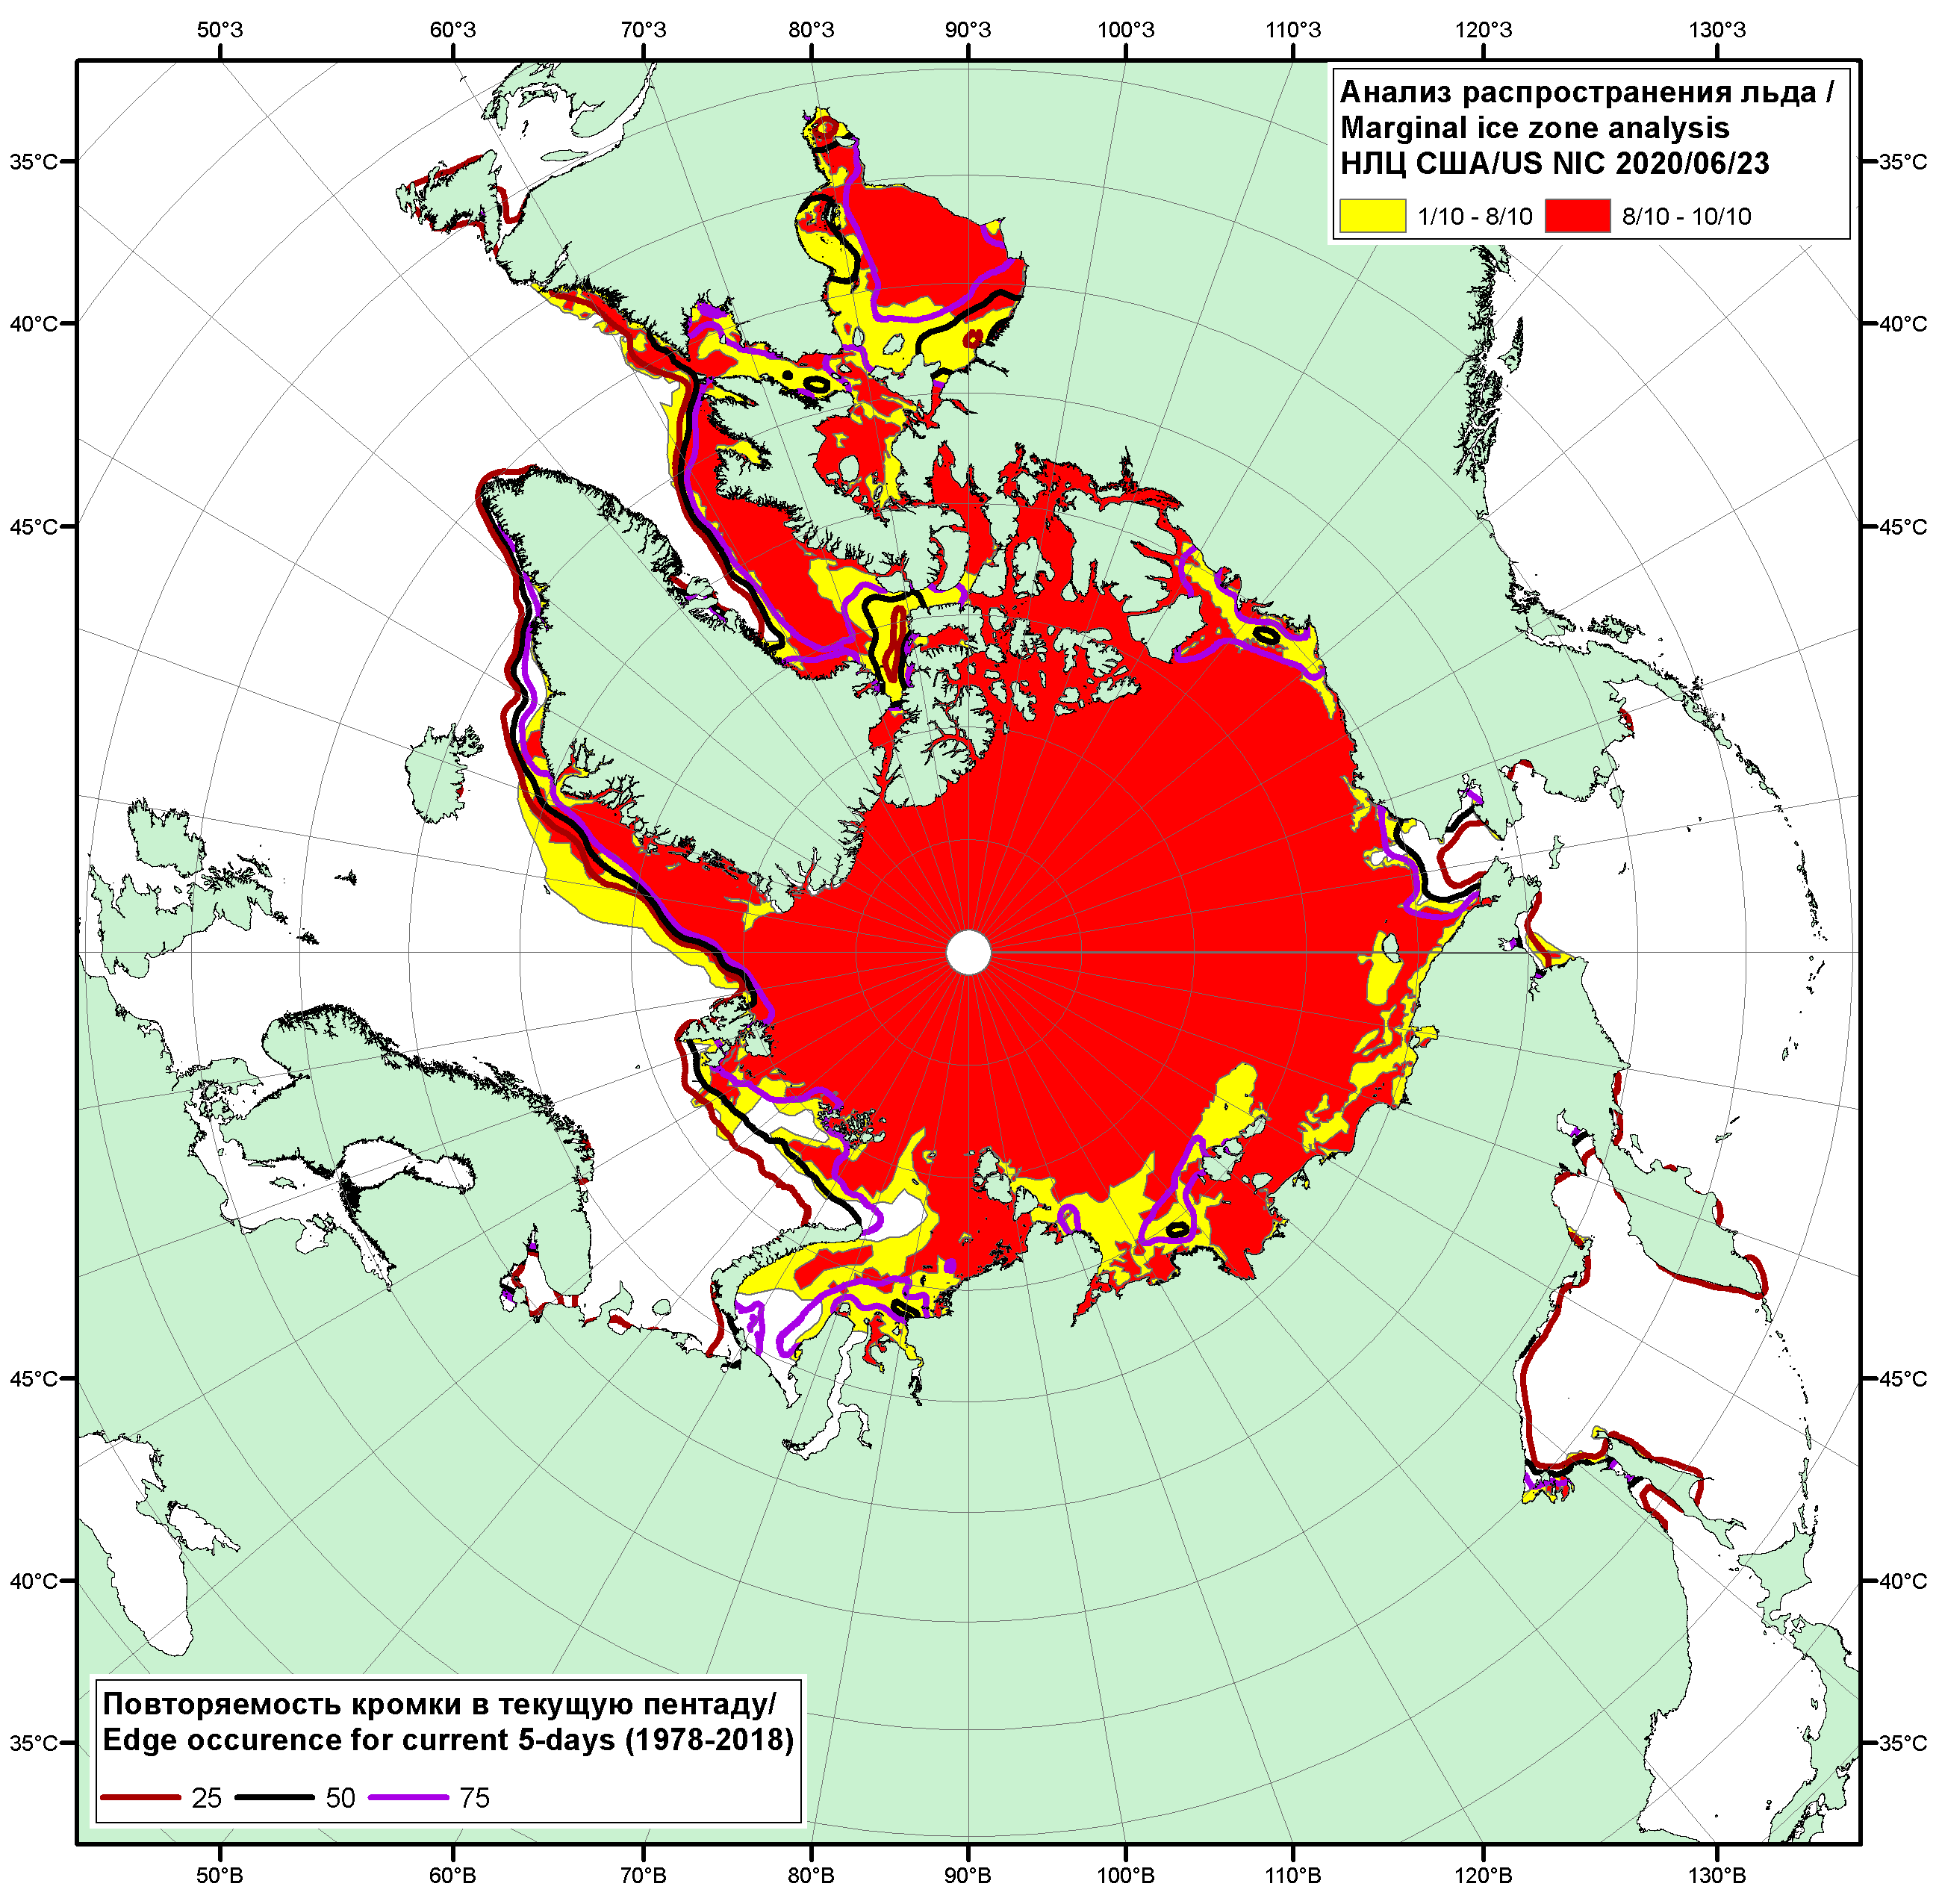 50°З 60°З 70°З 80°З 90°З 100°З 110°З 120°З 130°З
Анализ распространения льда /
Marginal ice zone analysis
НЛЦ США/US NIC 2020/06/23
1/10 - 8/10 8/10 - 10/10
35°С 35°С
40°С 40°С
45°С 45°С
45°С 45°С
40°С 40°С
35°С 35°С
Повторяемость кромки в текущую пентаду/
Edge occurence for current 5-days (1978-2018)
25 50 75
50°В 60°В 70°В 80°В 90°В 100°В 110°В 120°В 130°В